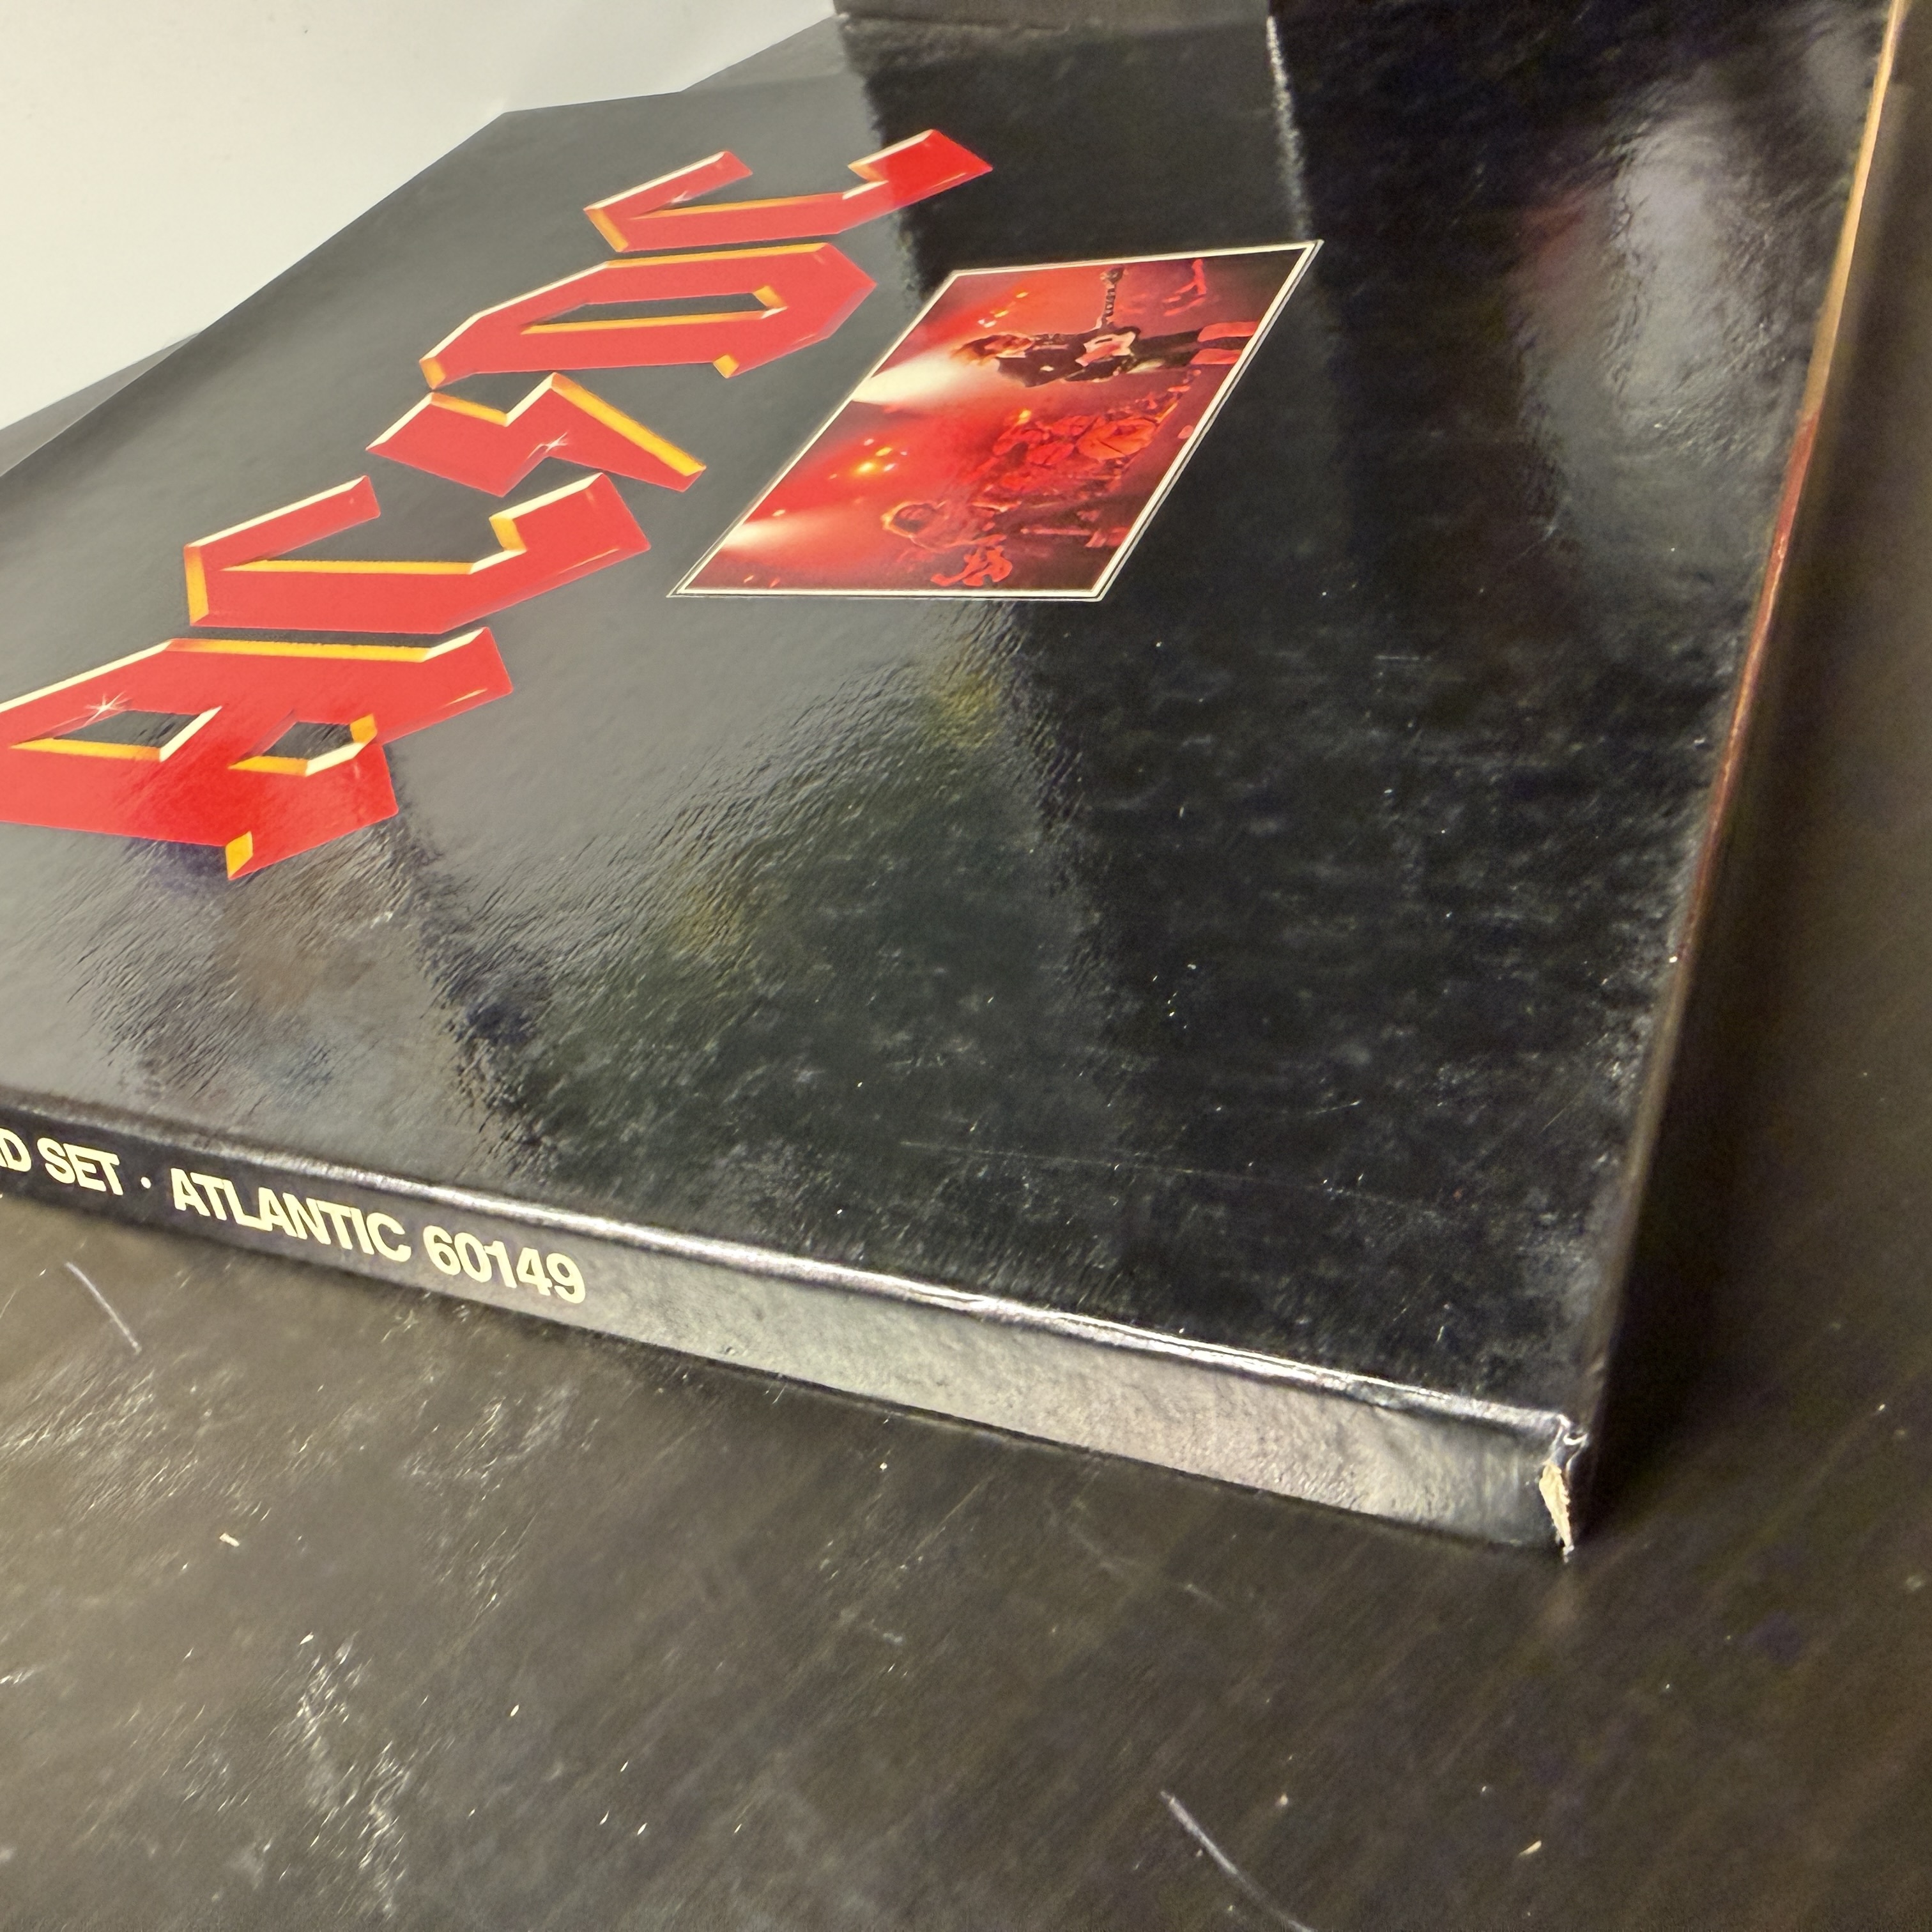 AC⚡DC
D SET · ATLANTIC 60149